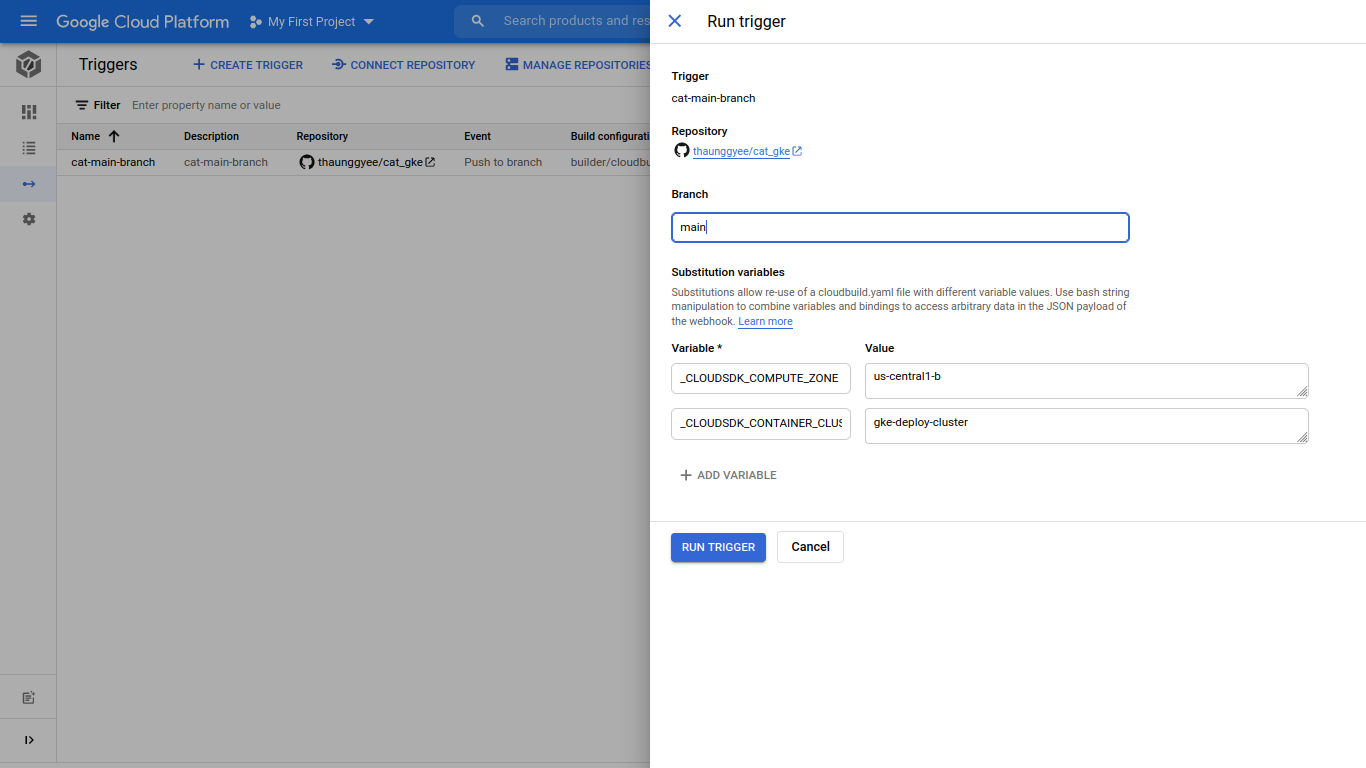 Google Cloud Platform
My First Project
Search products and res
Triggers
CREATE TRIGGER
CONNECT REPOSITORY
MANAGE REPOSITORIES
Filter
Enter property name or value
Name
Description
Repository
Event
Build configurati
cat-main-branch
cat-main-branch
thaunggyee/cat_gke
Push to branch
builder/cloudbu
Run trigger
Trigger
cat-main-branch
Repository
thaunggyee/cat_gke
Branch
main
Substitution variables
Substitutions allow re-use of a cloudbuild.yaml file with different variable values. Use bash string
manipulation to combine variables and bindings to access arbitrary data in the JSON payload of
the webhook. Learn more
Variable *
Value
_CLOUDSDK_COMPUTE_ZONE
us-central1-b
_CLOUDSDK_CONTAINER_CLUS
gke-deploy-cluster
ADD VARIABLE
RUN TRIGGER
Cancel